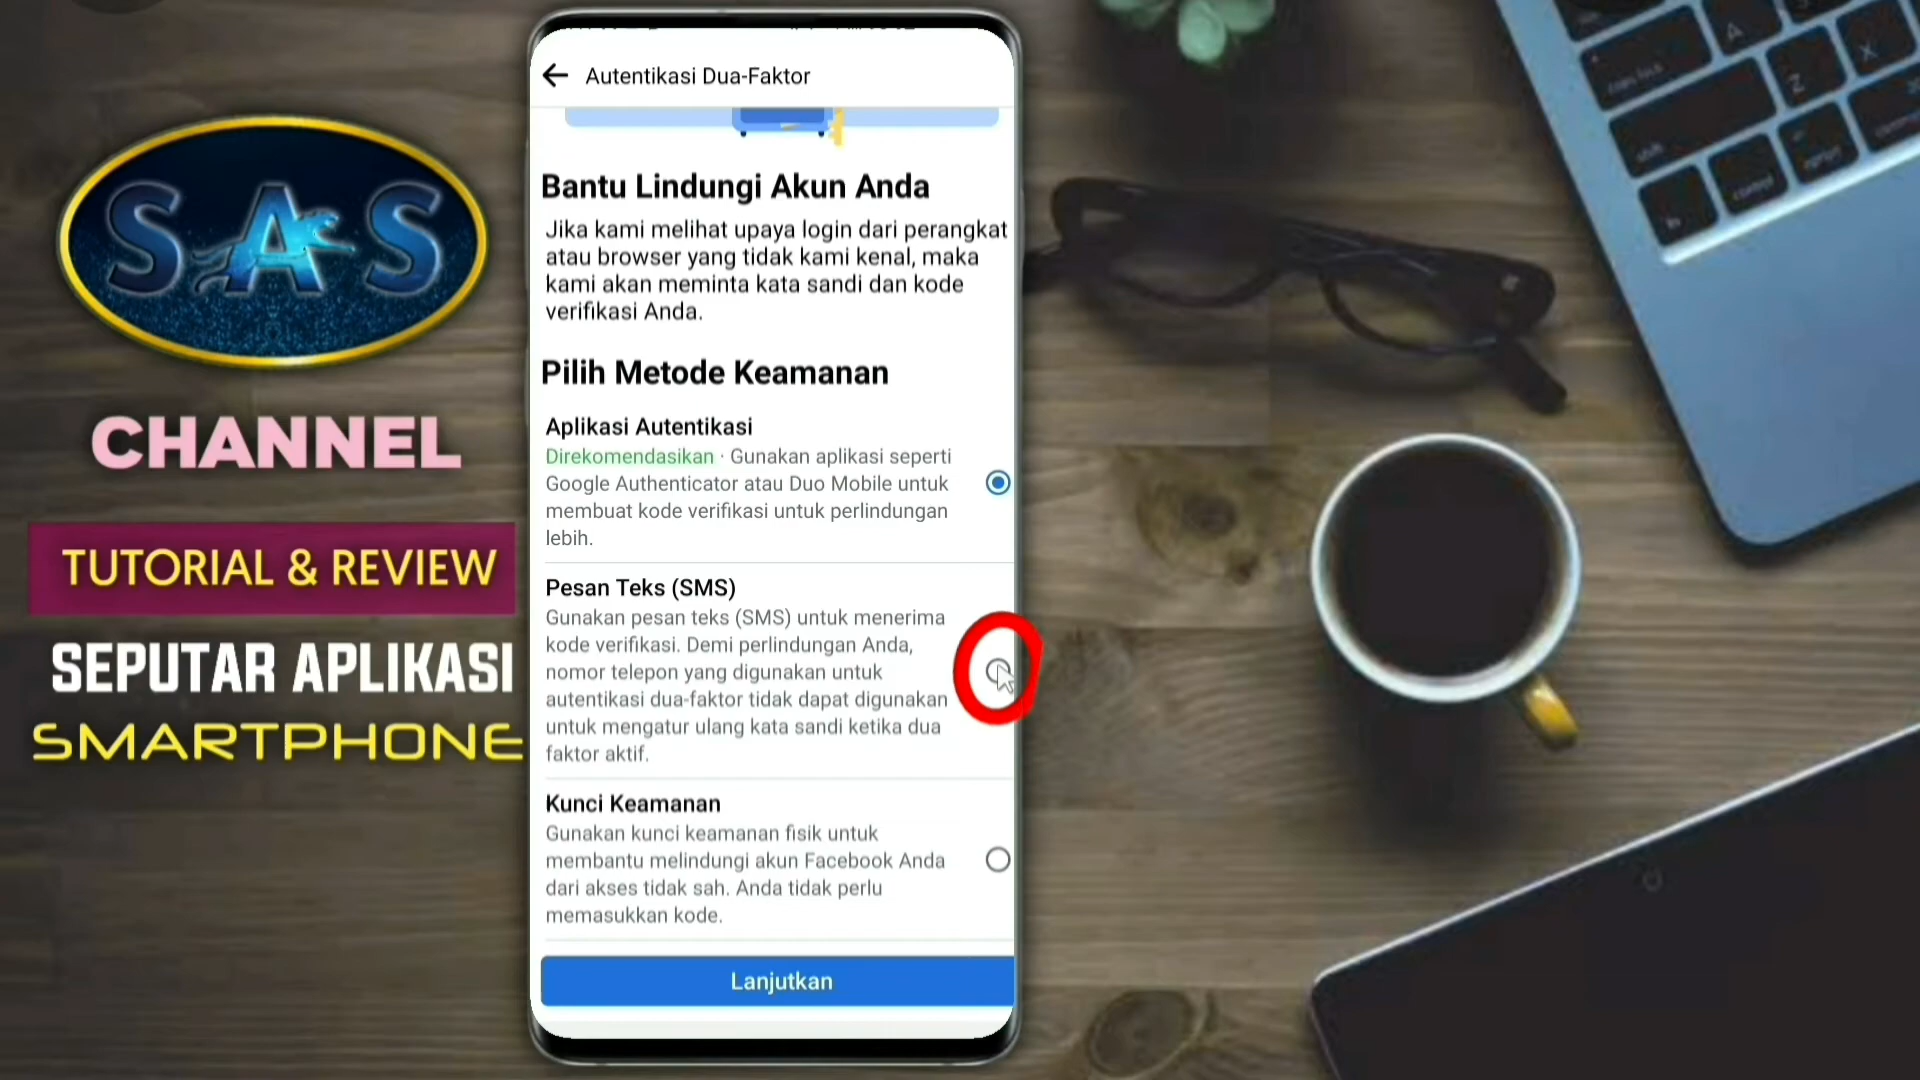 SAS
CHANNEL
TUTORIAL & REVIEW
SEPUTAR APLIKASI
SMARTPHONE
Autentikasi Dua-Faktor
Bantu Lindungi Akun Anda
Jika kami melihat upaya login dari perangkat
atau browser yang tidak kami kenal, maka
kami akan meminta kata sandi dan kode
verifikasi Anda.
Pilih Metode Keamanan
Aplikasi Autentikasi
Direkomendasikan · Gunakan aplikasi seperti
Google Authenticator atau Duo Mobile untuk
membuat kode verifikasi untuk perlindungan
lebih.
Pesan Teks (SMS)
Gunakan pesan teks (SMS) untuk menerima
kode verifikasi. Demi perlindungan Anda,
nomor telepon yang digunakan untuk
autentikasi dua-faktor tidak dapat digunakan
untuk mengatur ulang kata sandi ketika dua
faktor aktif.
Kunci Keamanan
Gunakan kunci keamanan fisik untuk
membantu melindungi akun Facebook Anda
dari akses tidak sah. Anda tidak perlu
memasukkan kode.
Lanjutkan
A
Z
X
shift
fn
control
option